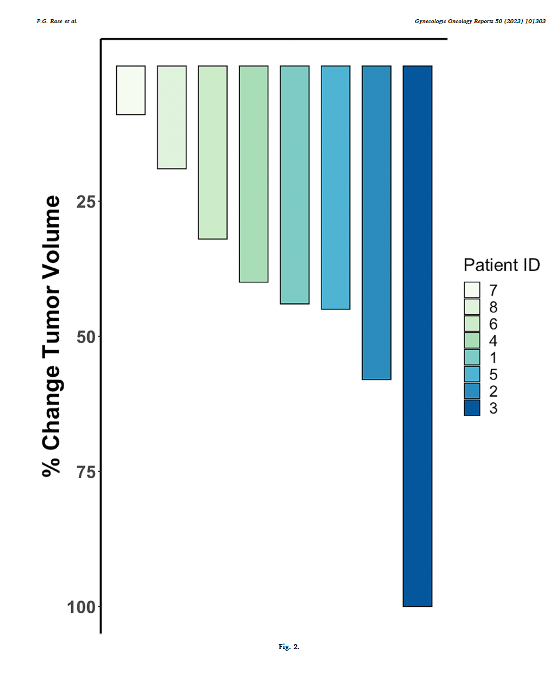 P.G. Rose et al.
Gynecologic Oncology Reports 50 (2023) 101303
% Change Tumor Volume
25
50
75
100
Patient ID
7
8
6
4
1
5
2
3
Fig. 2.